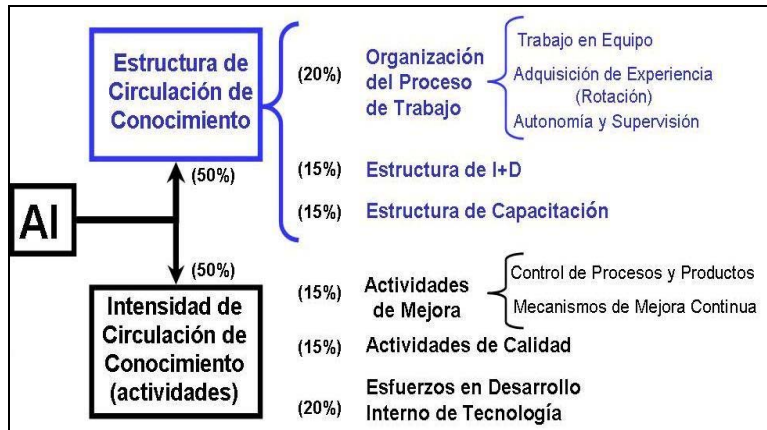 AI
Estructura de
Circulación de
Conocimiento
(50%)
(20%)
Organización
del Proceso
de Trabajo
Trabajo en Equipo
Adquisición de Experiencia
(Rotación)
Autonomía y Supervisión
(15%)
Estructura de I+D
(15%)
Estructura de Capacitación
(50%)
Intensidad de
Circulación de
Conocimiento
(actividades)
(15%)
Actividades
de Mejora
Control de Procesos y Productos
Mecanismos de Mejora Continua
(15%)
Actividades de Calidad
(20%)
Esfuerzos en Desarrollo
Interno de Tecnología